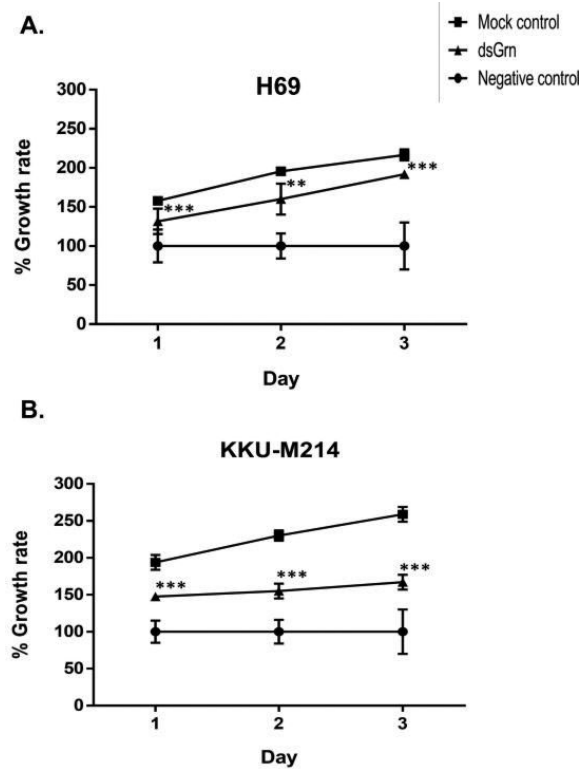 A.
Mock control
dsGrn
Negative control
H69
300
250
200
150
100
50
0
% Growth rate
***
**
***
1 2 3
Day
B.
KKU-M214
300
250
200
150
100
50
0
% Growth rate
***
***
***
1 2 3
Day